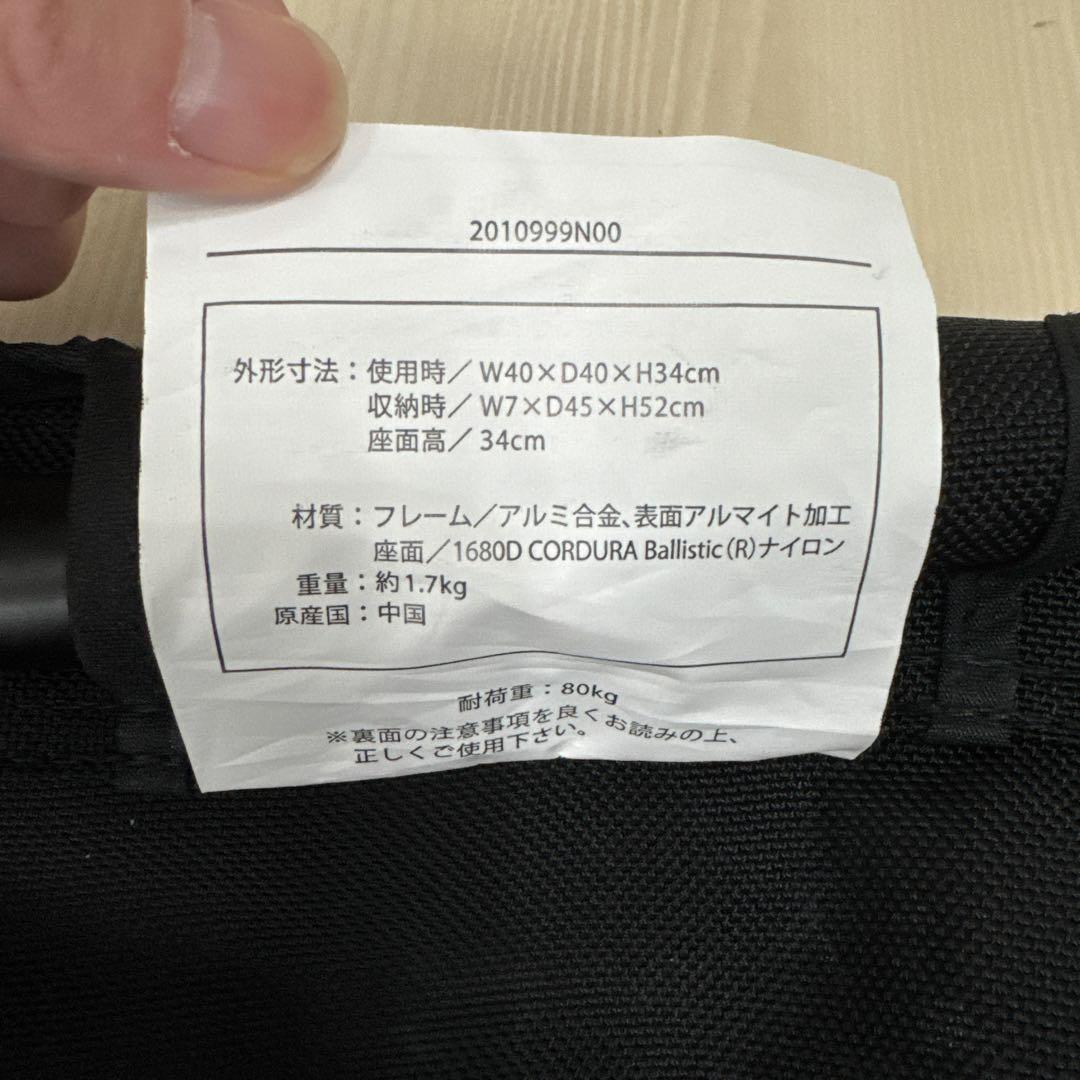 2010999N00
外形寸法：使用時／W40×D40×H34cm
収納時／W7×D45×H52cm
座面高／34cm
材質：フレーム／アルミ合金、表面アルマイト加工
座面／1680D CORDURA Ballistic（R）ナイロン
重量：約1.7kg
原産国：中国
耐荷重：80kg
※裏面の注意事項を良くお読みの上、
正しくご使用下さい。